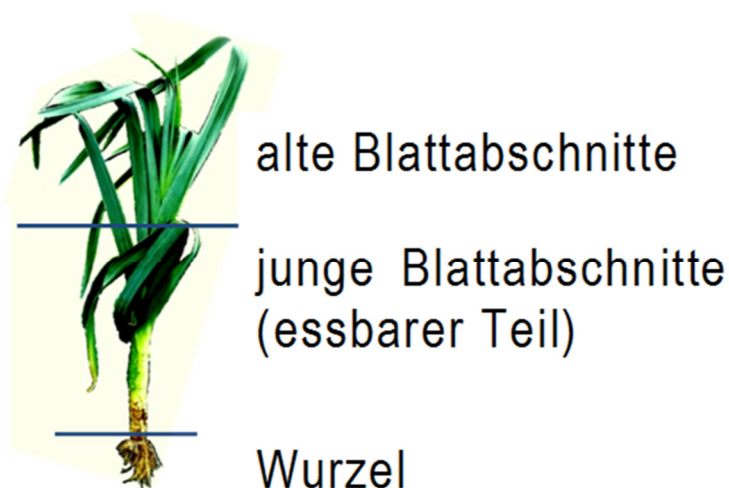 alte Blattabschnitte
junge Blattabschnitte
(essbarer Teil)
Wurzel